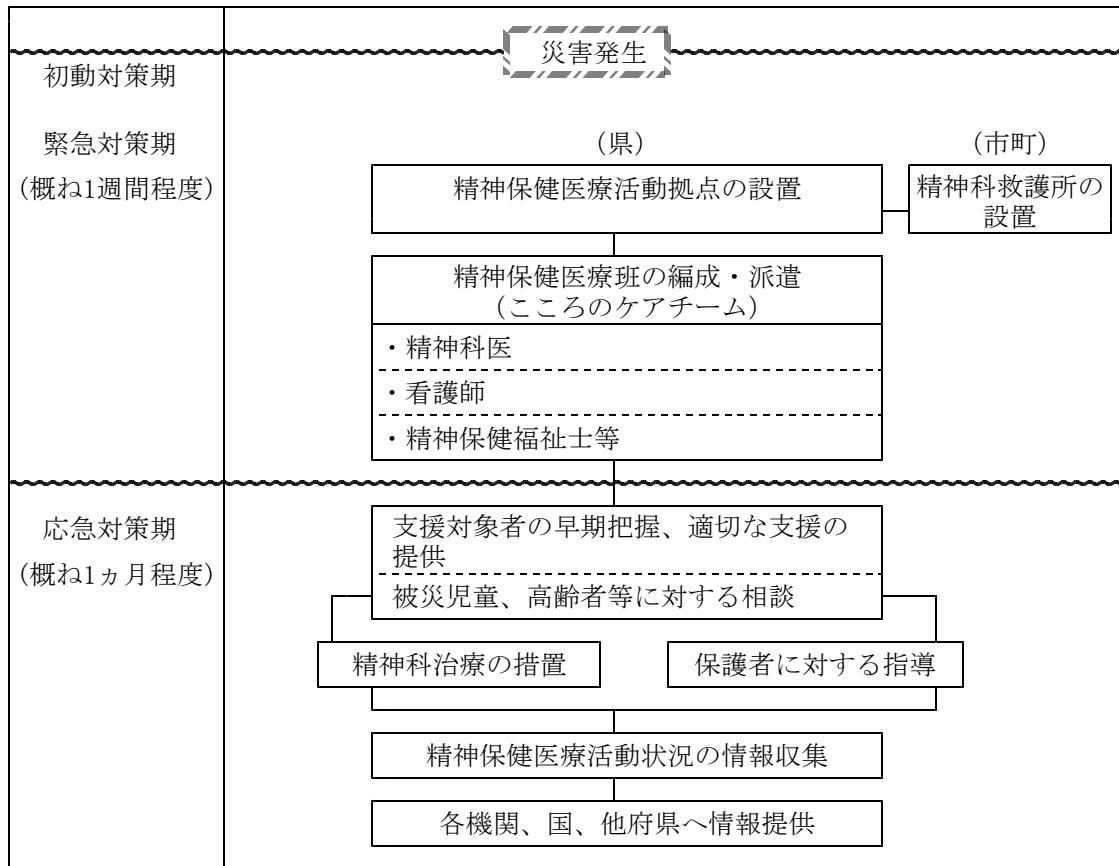 災害発生
初動対策期
緊急対策期
(概ね1週間程度)
(県)
(市町)
精神保健医療活動拠点の設置
精神科救護所の
設置
精神保健医療班の編成・派遣
(こころのケアチーム)
・精神科医
・看護師
・精神保健福祉士等
応急対策期
(概ね1ヵ月程度)
支援対象者の早期把握、適切な支援の
提供
被災児童、高齢者等に対する相談
精神科治療の措置
保護者に対する指導
精神保健医療活動状況の情報収集
各機関、国、他府県へ情報提供